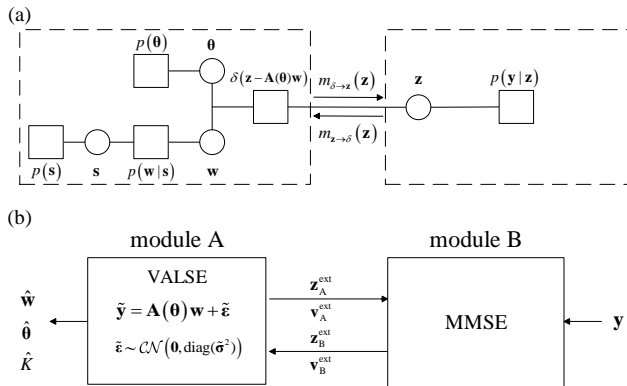 (a)
p(θ)
θ
δ(z − A(θ)w)
m_{δ→z}(z)
m_{z→δ}(z)
z
p(y | z)
p(s)
s
p(w | s)
w
(b)
module A
module B
VALSE
ỹ = A(θ)w + ε̃
ε̃ ~ CN(0, diag(σ̃²))
ŵ
θ̂
K̂
z_A^ext
v_A^ext
z_B^ext
v_B^ext
MMSE
y